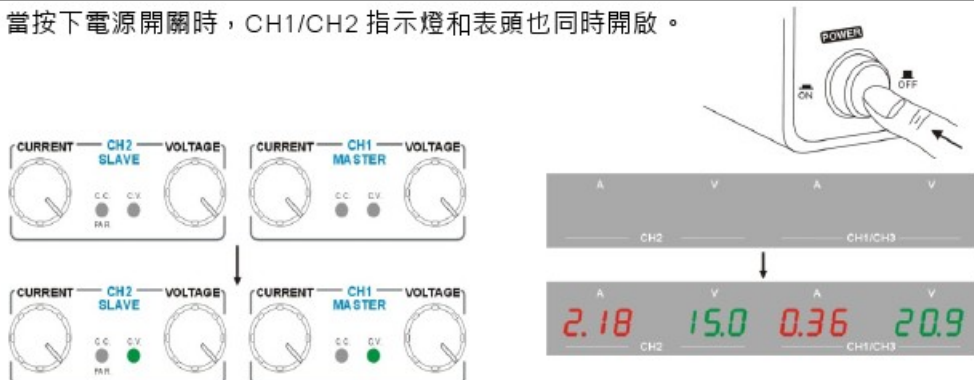 當按下電源開關時，CH1/CH2 指示燈和表頭也同時開啟。
POWER
ON
OFF
CURRENT CH2 VOLTAGE
SLAVE
C.C. C.V.
PAR.
CURRENT CH1 VOLTAGE
MASTER
C.C. C.V.
A V A V
CH2 CH1/CH3
CURRENT CH2 VOLTAGE
SLAVE
C.C. C.V.
PAR.
CURRENT CH1 VOLTAGE
MASTER
C.C. C.V.
A V A V
2.18 15.0 0.36 20.9
CH2 CH1/CH3